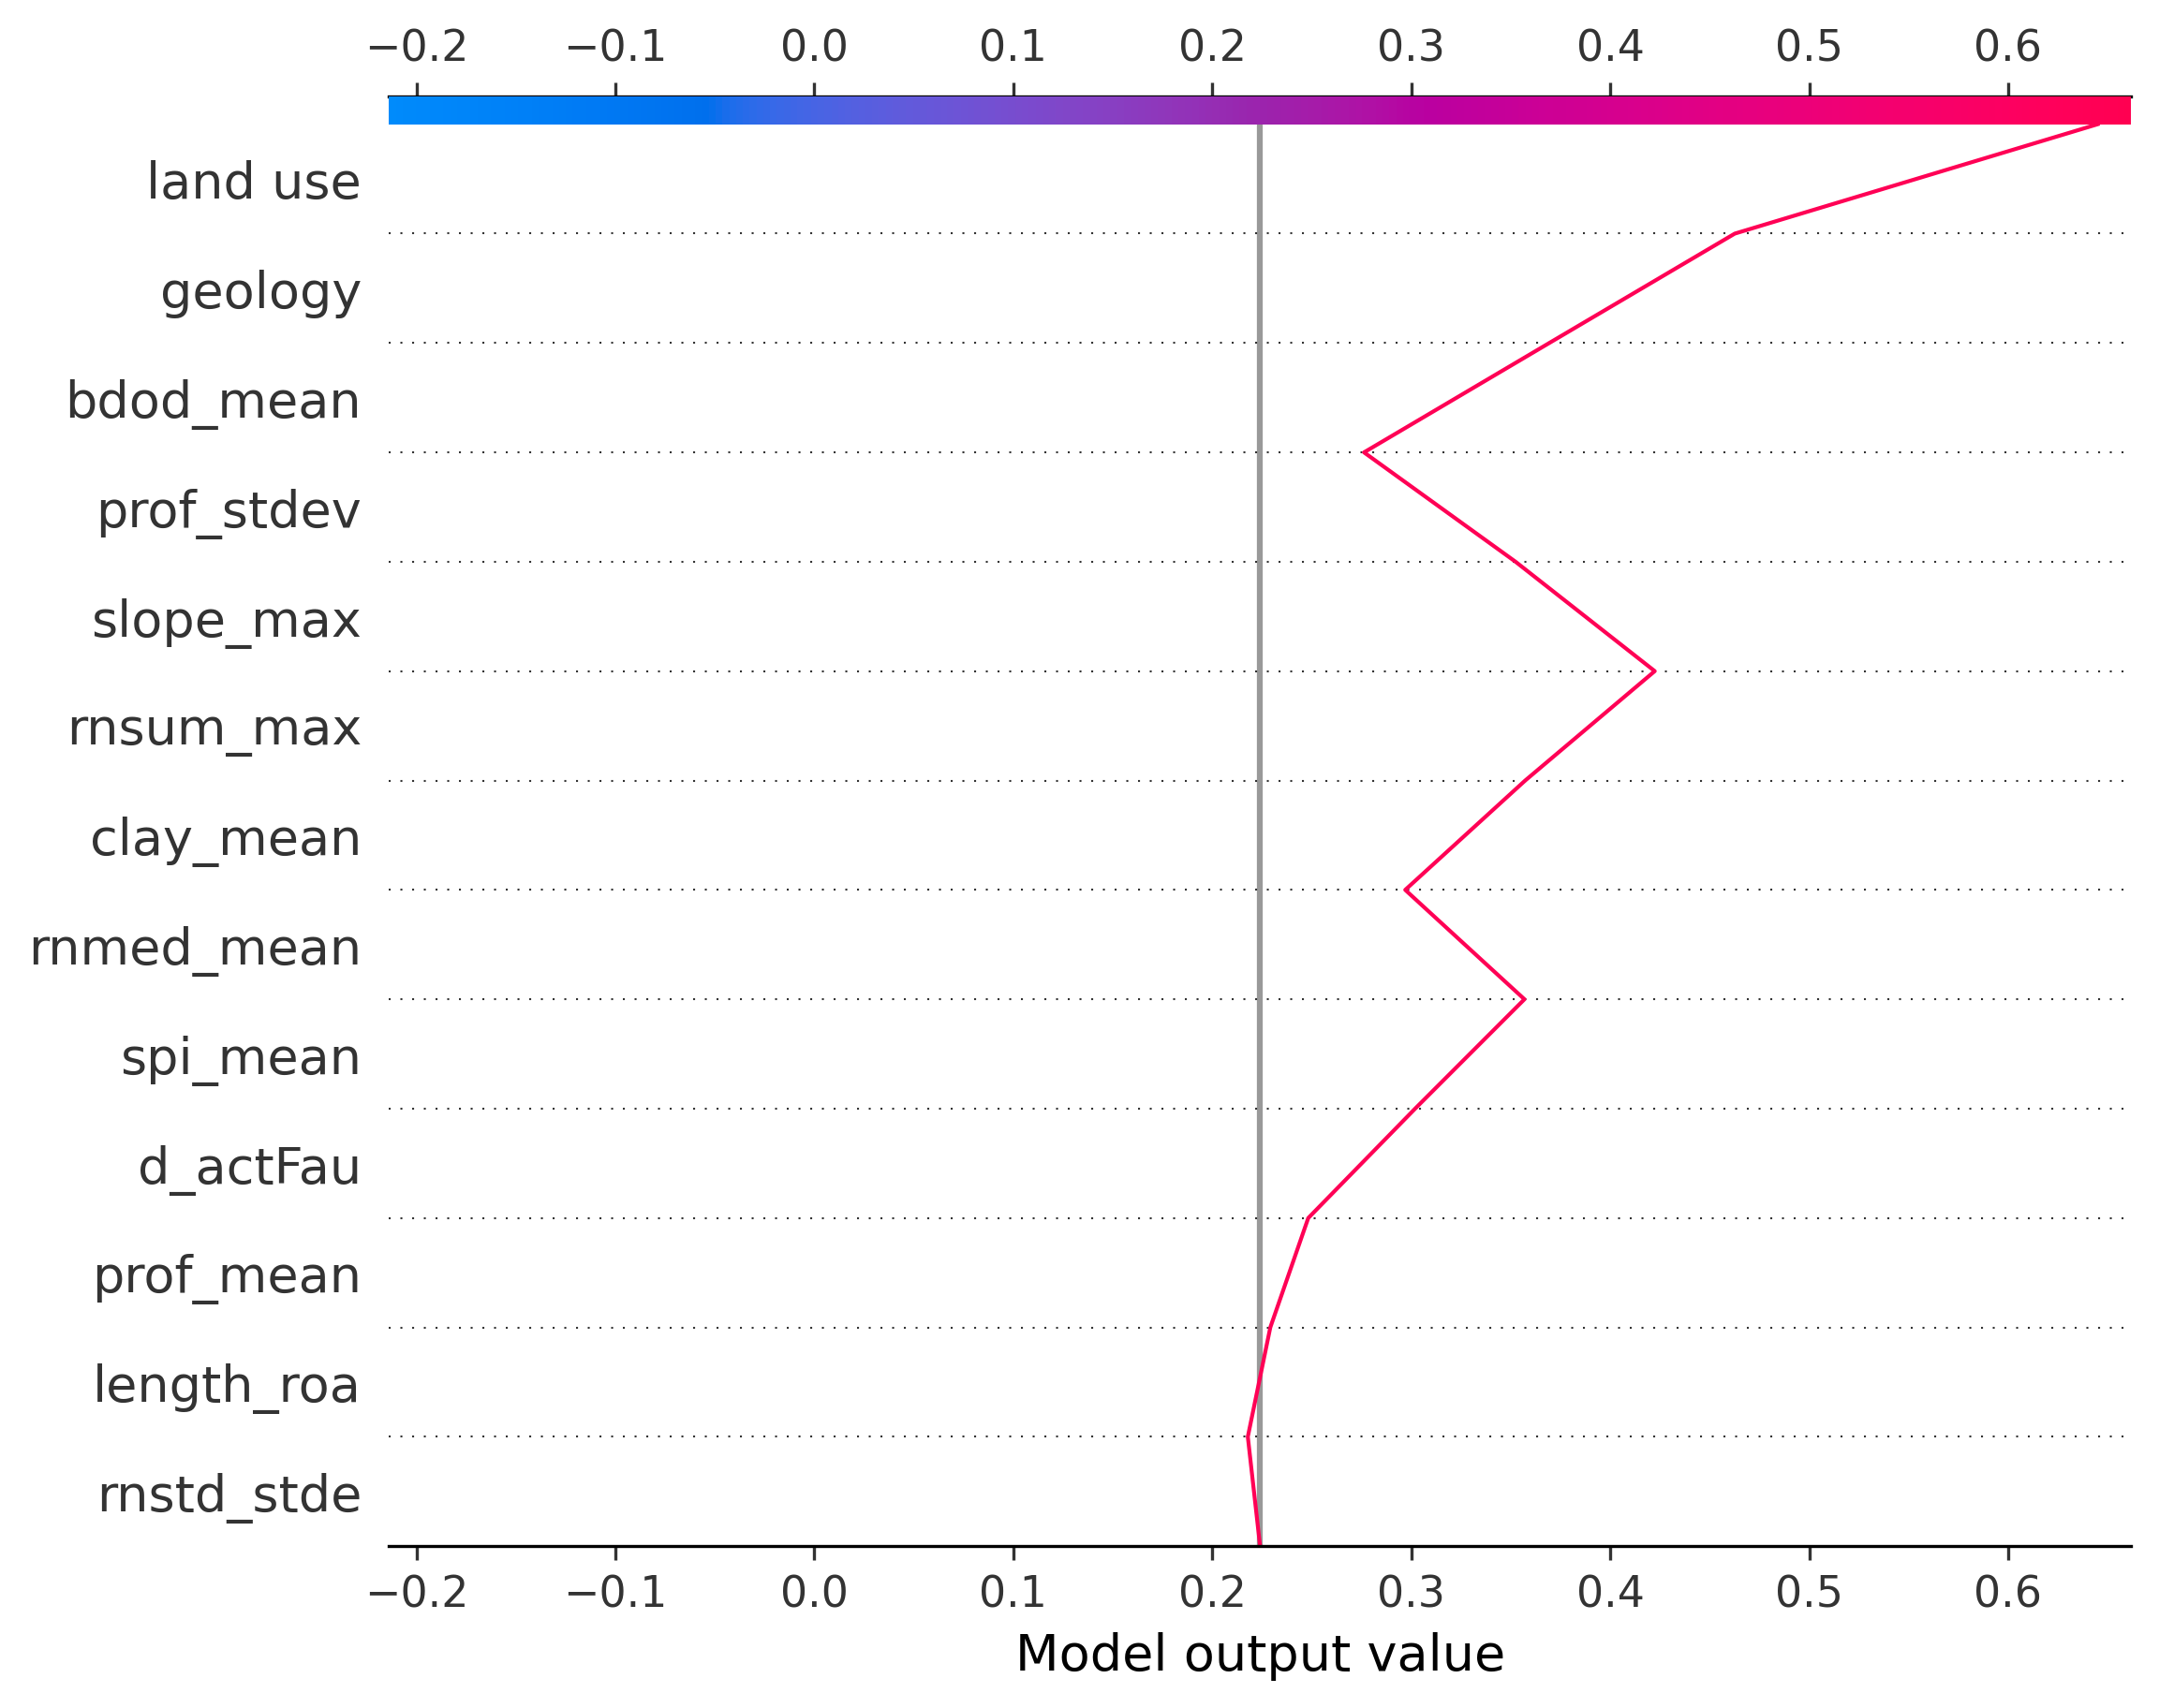 −0.2 −0.1 0.0 0.1 0.2 0.3 0.4 0.5 0.6
land use
geology
bdod_mean
prof_stdev
slope_max
rnsum_max
clay_mean
rnmed_mean
spi_mean
d_actFau
prof_mean
length_roa
rnstd_stde
−0.2 −0.1 0.0 0.1 0.2 0.3 0.4 0.5 0.6
Model output value